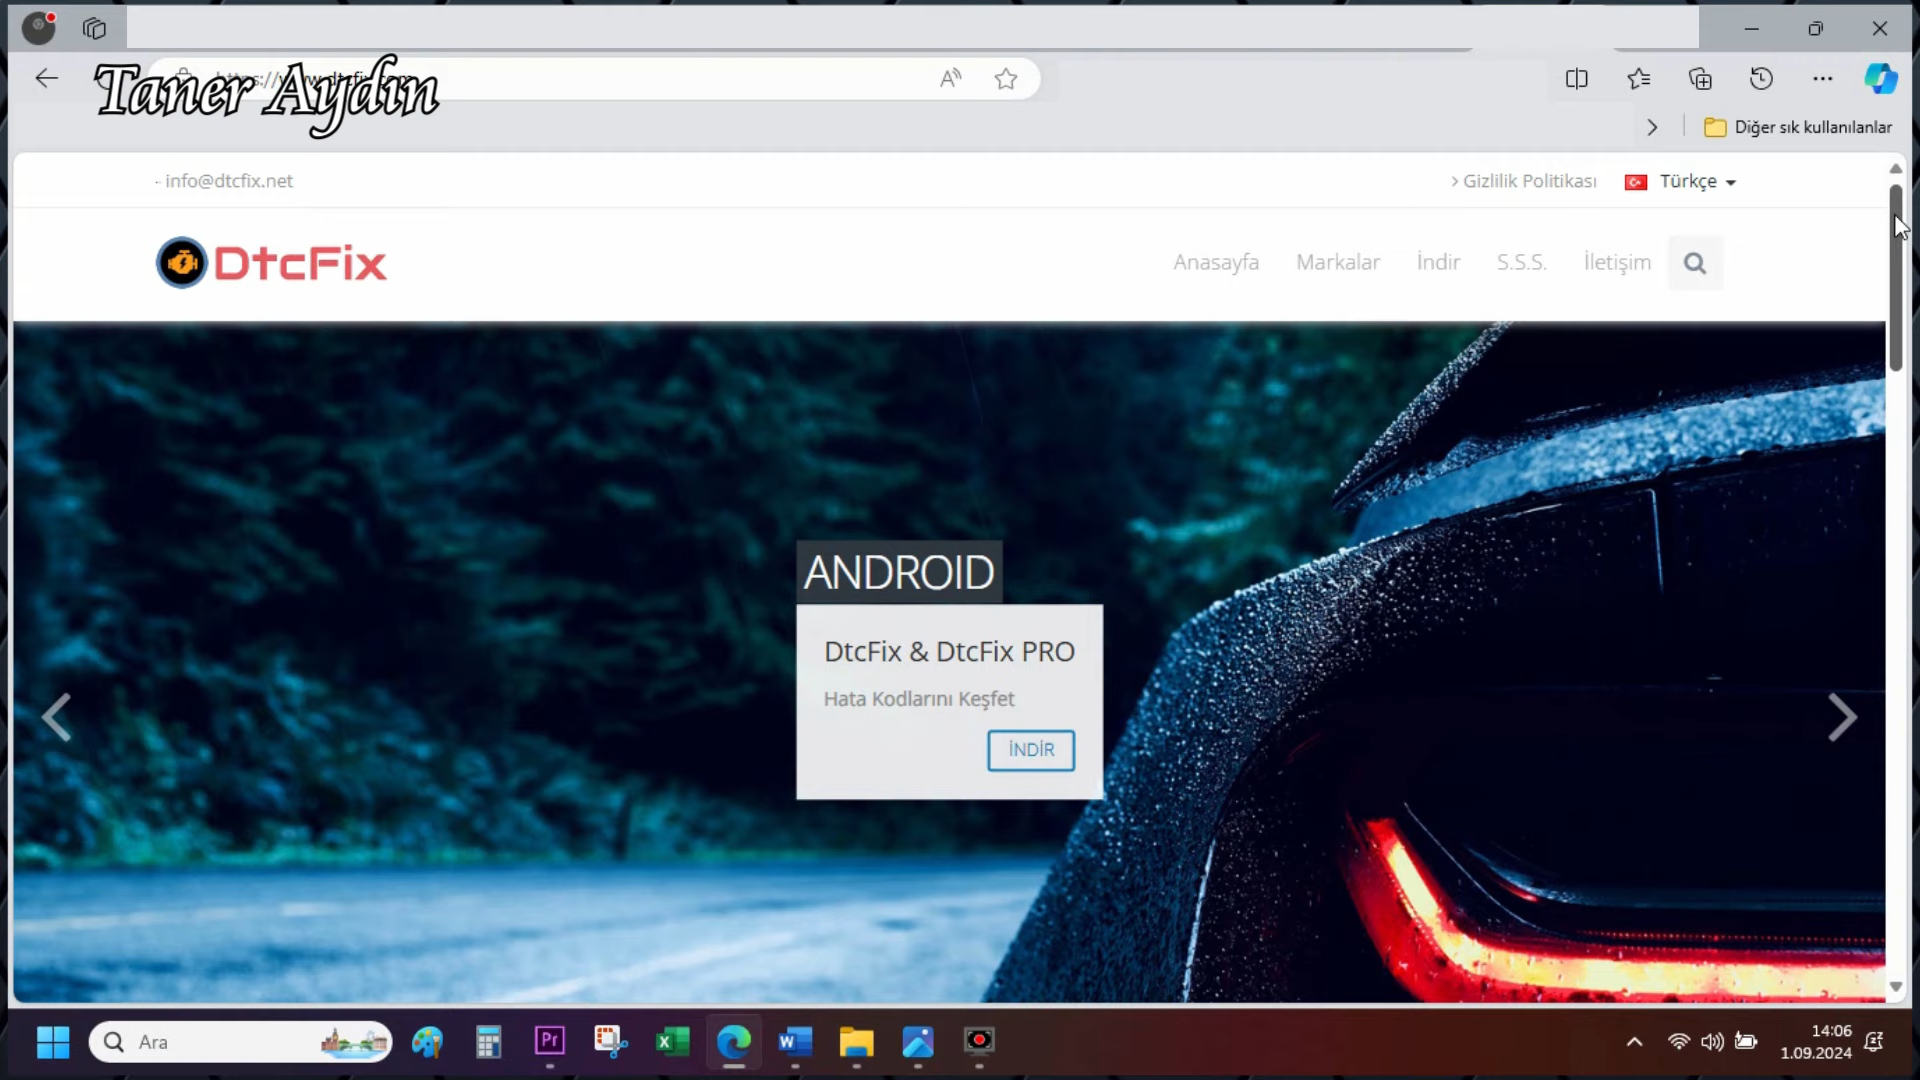 Taner Aydın
Diğer sık kullanılanlar
- info@dtcfix.net
> Gizlilik Politikası
Türkçe
DtcFix
Anasayfa
Markalar
İndir
S.S.S.
İletişim
ANDROID
DtcFix & DtcFix PRO
Hata Kodlarını Keşfet
İNDİR
Ara
Pr
14:06
1.09.2024